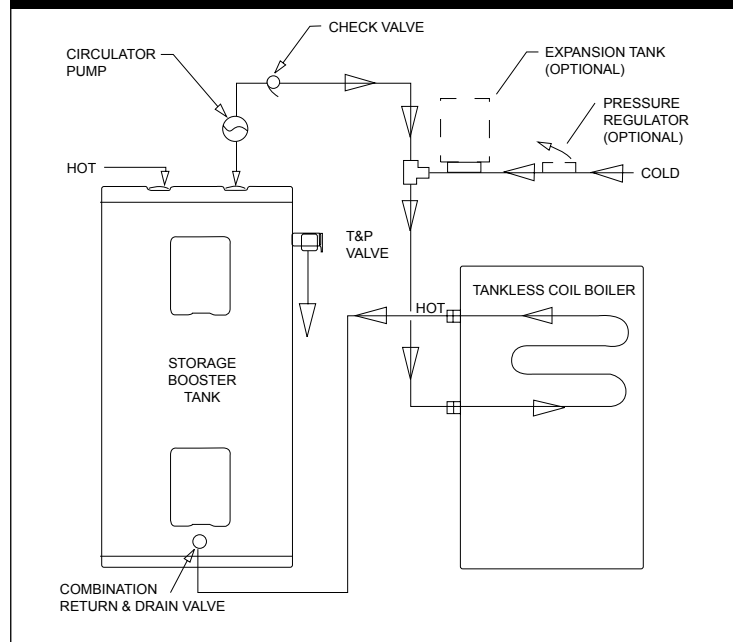 CHECK VALVE
CIRCULATOR
PUMP
EXPANSION TANK
(OPTIONAL)
PRESSURE
REGULATOR
(OPTIONAL)
HOT
COLD
T&P
VALVE
TANKLESS COIL BOILER
HOT
STORAGE
BOOSTER
TANK
COMBINATION
RETURN & DRAIN VALVE